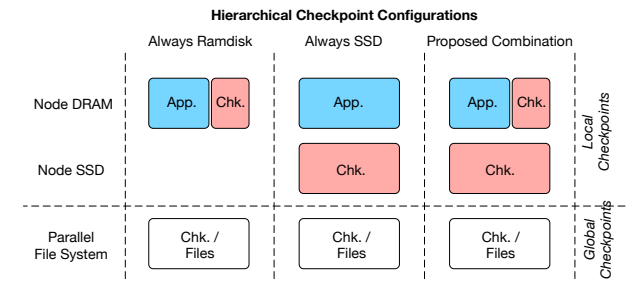 Hierarchical Checkpoint Configurations
Always Ramdisk
Always SSD
Proposed Combination
Node DRAM
App.
Chk.
App.
App.
Chk.
Local
Checkpoints
Node SSD
Chk.
Chk.
Parallel
File System
Chk. /
Files
Chk. /
Files
Chk. /
Files
Global
Checkpoints